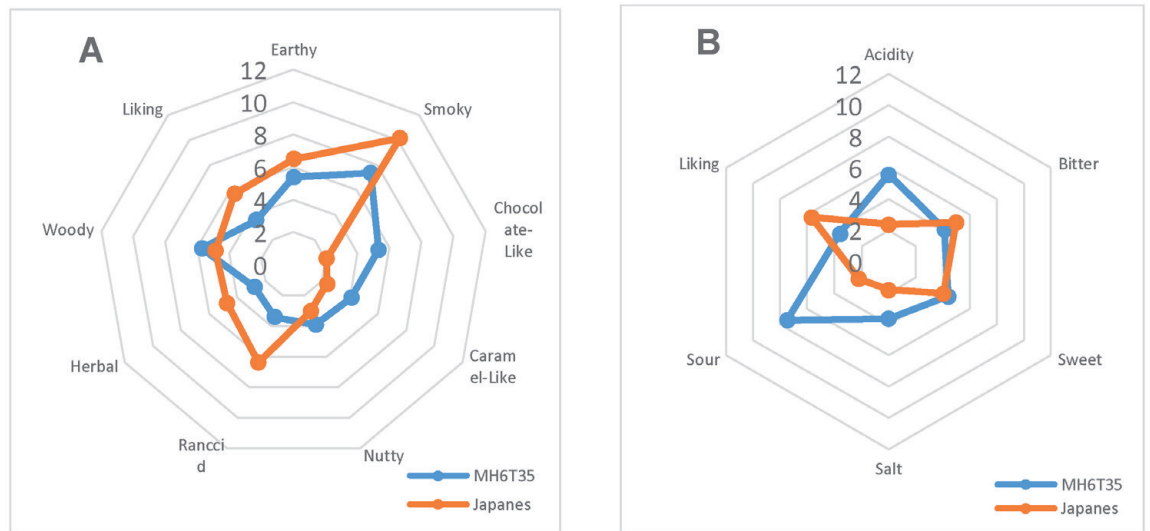 A
Earthy
12
10
8
6
4
2
0
Smoky
Chocol
ate-
Like
Caram
el-Like
Nutty
Rancci
d
Herbal
Woody
Liking
MH6T35
Japanes
B
Acidity
12
10
8
6
4
2
0
Bitter
Sweet
Salt
Sour
Liking
MH6T35
Japanes